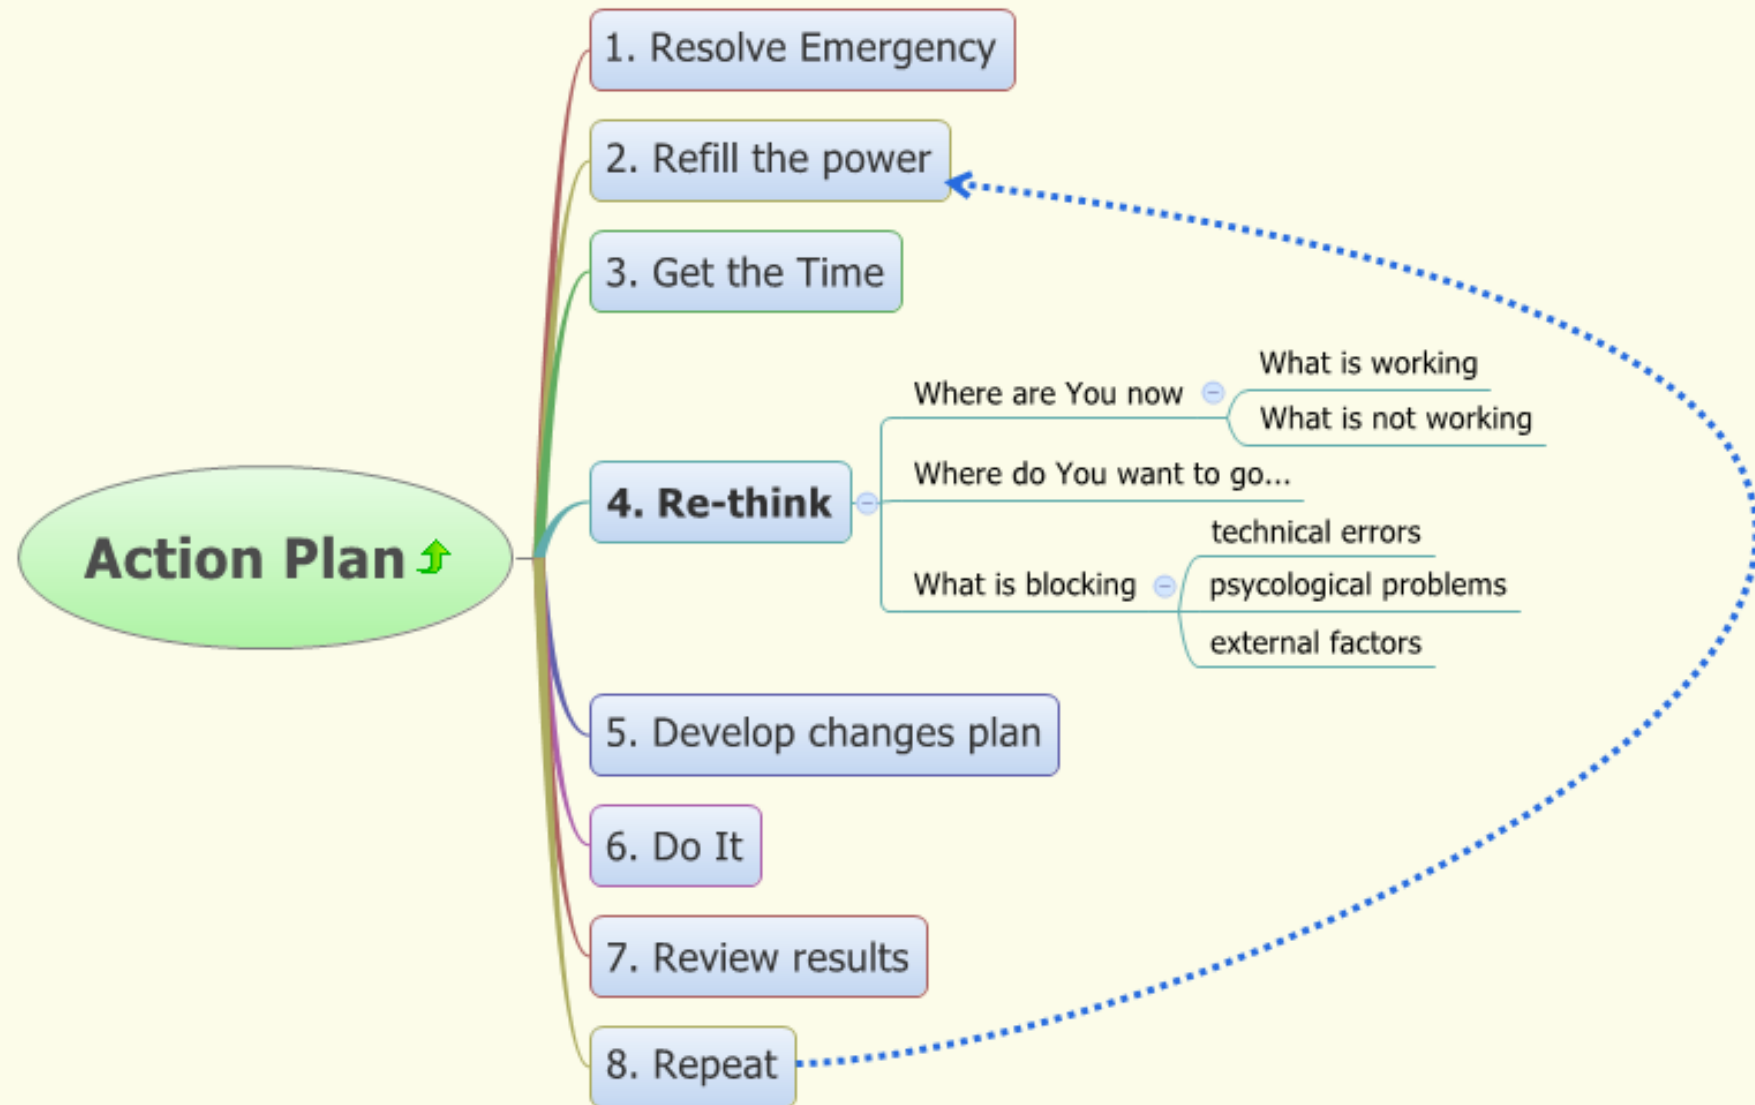 Action Plan
1. Resolve Emergency
2. Refill the power
3. Get the Time
4. Re-think
Where are You now
What is working
What is not working
Where do You want to go...
What is blocking
technical errors
psycological problems
external factors
5. Develop changes plan
6. Do It
7. Review results
8. Repeat